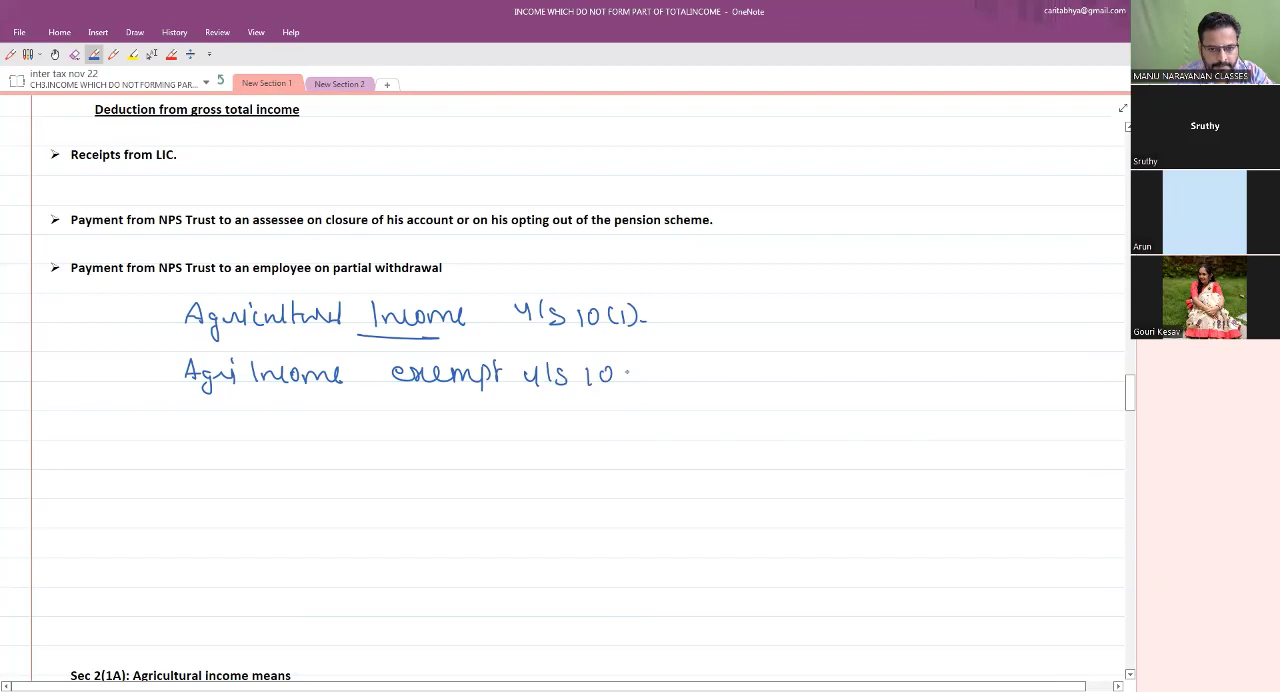 INCOME WHICH DO NOT FORM PART OF TOTALINCOME - OneNote
caritabhya@gmail.com
File Home Insert Draw History Review View Help
inter tax nov 22
CH3.INCOME WHICH DO NOT FORMING PAR...
New Section 1 New Section 2
MANU NARAYANAN CLASSES
Sruthy
Sruthy
Arun
Gouri Kesav
Deduction from gross total income
Receipts from LIC.
Payment from NPS Trust to an assessee on closure of his account or on his opting out of the pension scheme.
Payment from NPS Trust to an employee on partial withdrawal
Agricultural Income u/s 10(1).
Agri Income exempt u/s 10
Sec 2(1A): Agricultural income means